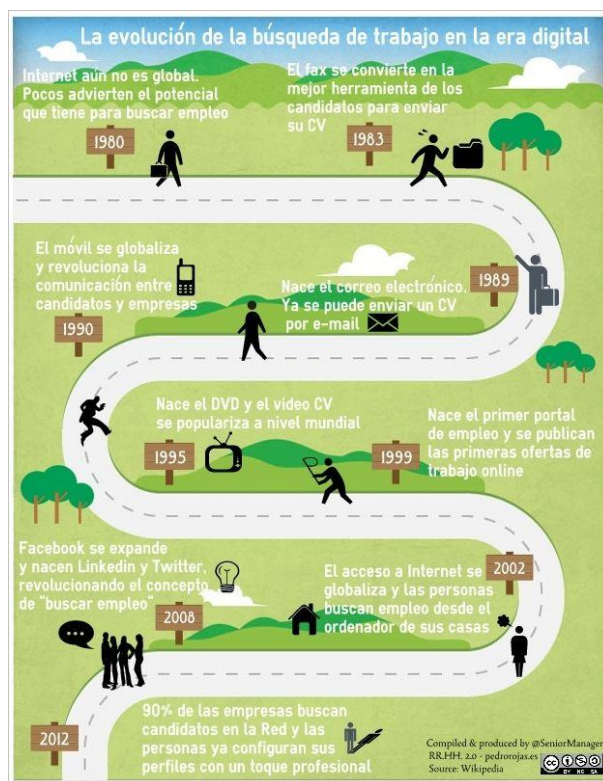 La evolución de la búsqueda de trabajo en la era digital
Internet aún no es global.
Pocos advierten el potencial
que tiene para buscar empleo
1980
El fax se convierte en la
mejor herramienta de los
candidatos para enviar
su CV
1983
Nace el correo electrónico.
Ya se puede enviar un CV
por e-mail
1989
El móvil se globaliza
y revoluciona la
comunicación entre
candidatos y empresas
1990
Nace el DVD y el video CV
se populariza a nivel mundial
1995
Nace el primer portal
de empleo y se publican
las primeras ofertas de
trabajo online
1999
El acceso a Internet se
globaliza y las personas
buscan empleo desde el
ordenador de sus casas
2002
Facebook se expande
y nacen Linkedin y Twitter,
revolucionando el concepto
de "buscar empleo"
2008
90% de las empresas buscan
candidatos en la Red y las
personas ya configuran sus
perfiles con un toque profesional
2012
Compiled & produced by @SeniorManager
RR.HH. 2.0 - pedrorojas.es
Source: Wikipedia
cc
BY NC SA